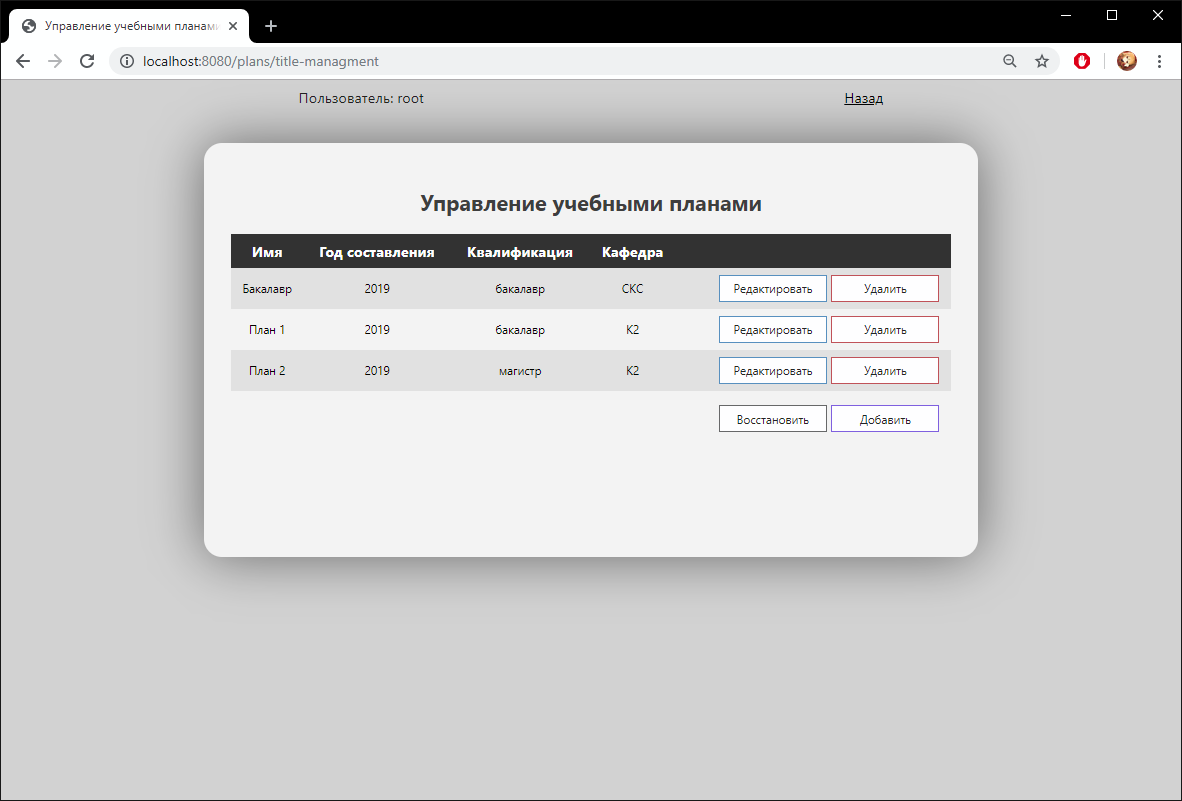 Управление учебными планами
localhost:8080/plans/title-managment
Пользователь: root Назад
Управление учебными планами
Имя Год составления Квалификация Кафедра
Бакалавр 2019 бакалавр СКС Редактировать Удалить
План 1 2019 бакалавр К2 Редактировать Удалить
План 2 2019 магистр К2 Редактировать Удалить
Восстановить Добавить